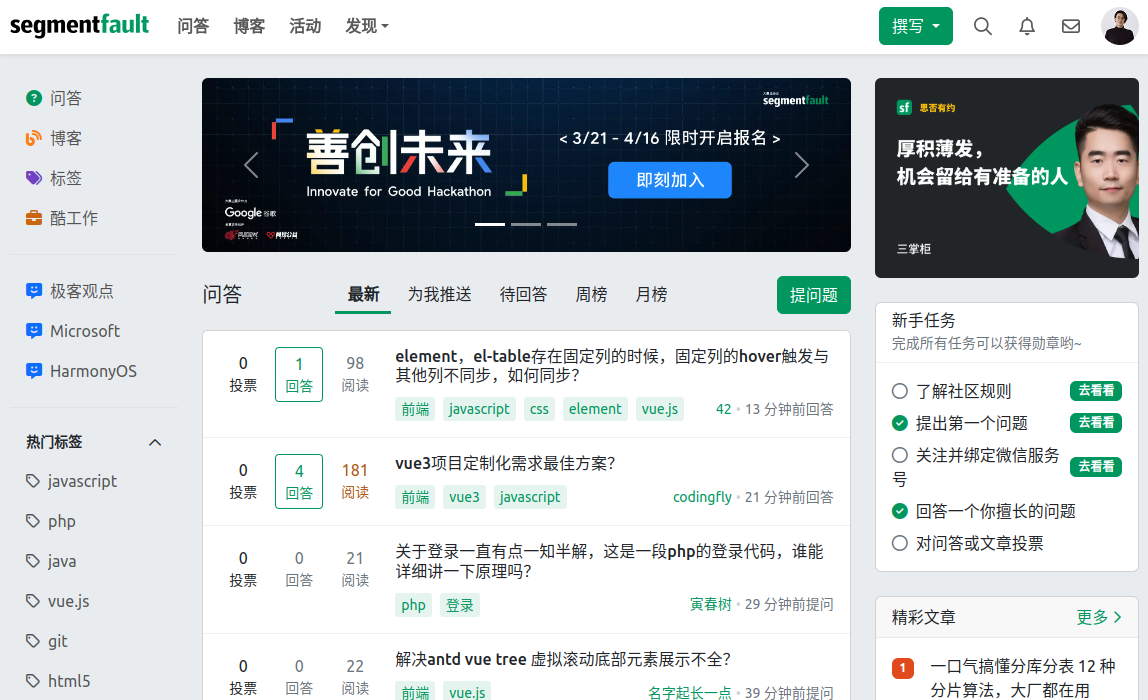 segmentfault 问答 博客 活动 发现 撰写
问答
博客
标签
酷工作
极客观点
Microsoft
HarmonyOS
热门标签
javascript
php
java
vue.js
git
html5
segmentfault
善创未来
Innovate for Good Hackathon
< 3/21 - 4/16 限时开启报名 >
即刻加入
Google 谷歌
问答 最新 为我推送 待回答 周榜 月榜 提问题
0 投票
1 回答
98 阅读
element，el-table存在固定列的时候，固定列的hover触发与
其他列不同步，如何同步？
前端 javascript css element vue.js 42 • 13 分钟前回答
0 投票
4 回答
181 阅读
vue3项目定制化需求最佳方案？
前端 vue3 javascript codingfly • 21 分钟前回答
0 投票
0 回答
21 阅读
关于登录一直有点一知半解，这是一段php的登录代码，谁能
详细讲一下原理吗？
php 登录 寅春树 • 29 分钟前提问
0 投票
0 回答
22 阅读
解决antd vue tree 虚拟滚动底部元素展示不全？
前端 vue.js 名字起长一点 • 39 分钟前提问
sf 思否有约
厚积薄发，
机会留给有准备的人
三掌柜
新手任务
完成所有任务可以获得勋章哟~
了解社区规则 去看看
提出第一个问题 去看看
关注并绑定微信服务
号 去看看
回答一个你擅长的问题
对问答或文章投票
精彩文章 更多
1 一口气搞懂分库分表 12 种
分片算法，大厂都在用